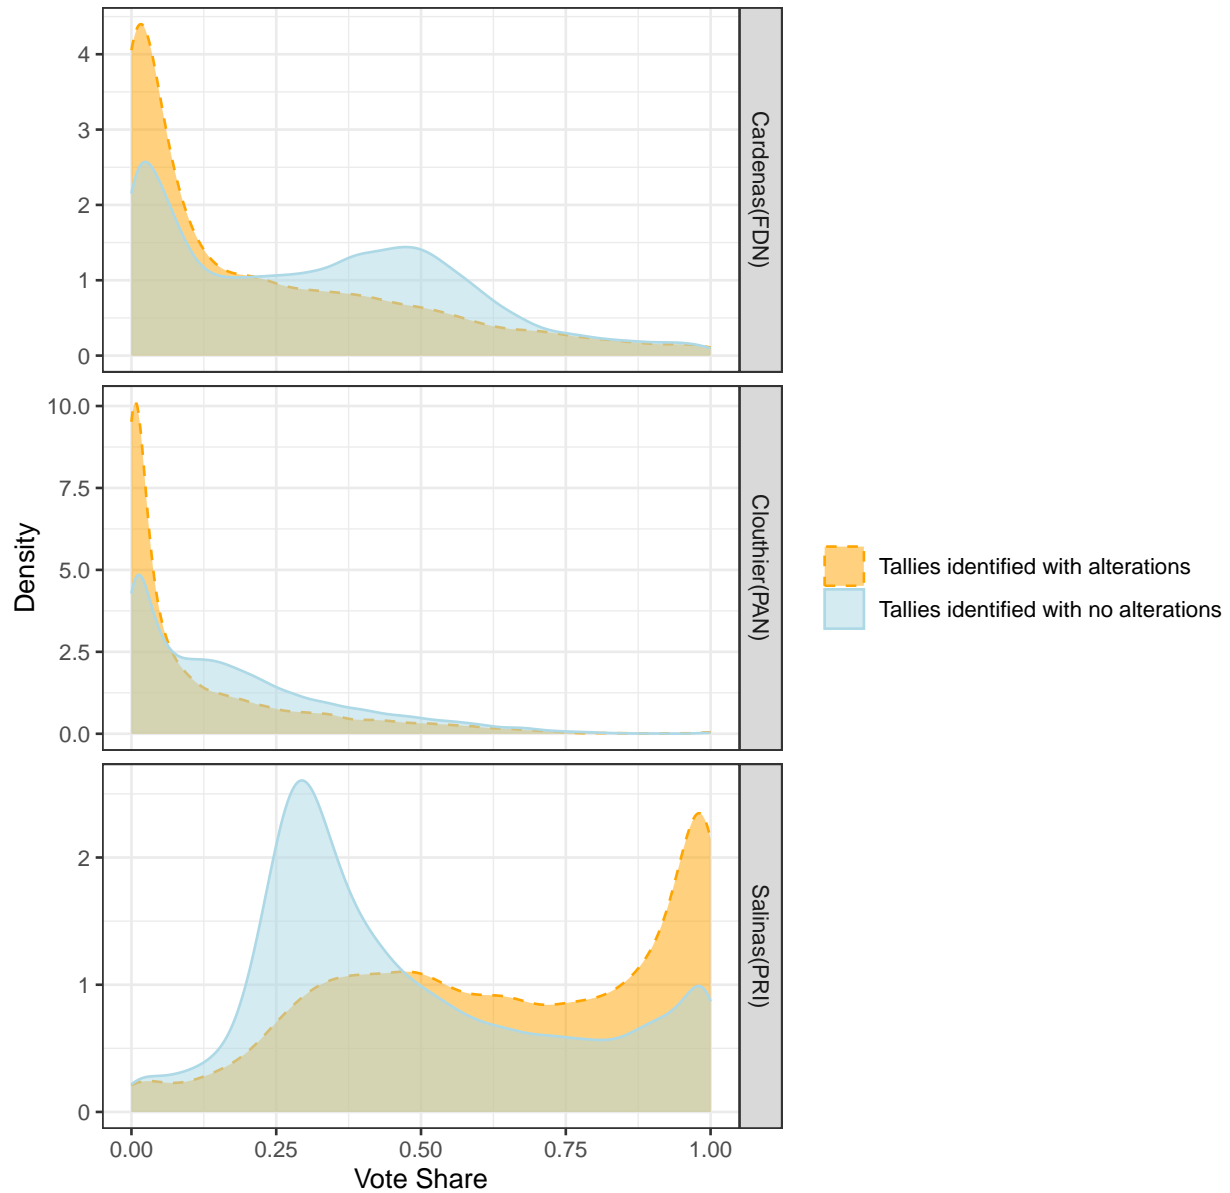 4
3
2
1
0
Cardenas(FDN)
10.0
7.5
5.0
2.5
0.0
Clouthier(PAN)
2
1
0
Salinas(PRI)
0.00 0.25 0.50 0.75 1.00
Vote Share
Density
Tallies identified with alterations
Tallies identified with no alterations